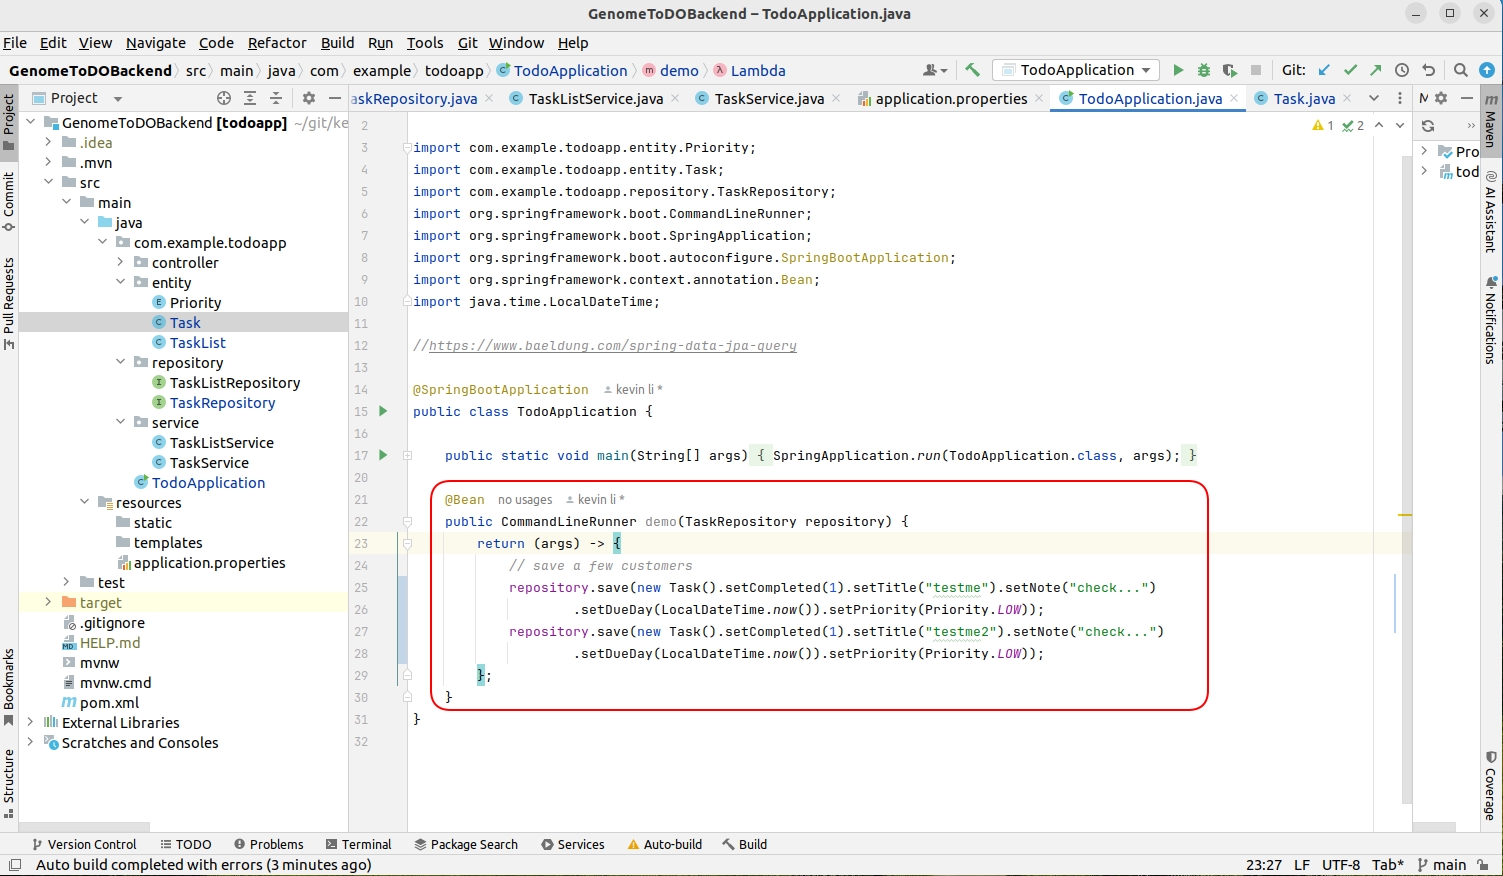 GenomeToDOBackend – TodoApplication.java
File Edit View Navigate Code Refactor Build Run Tools Git Window Help
GenomeToDOBackend src main java com example todoapp TodoApplication demo Lambda
TodoApplication Git:
Project
askRepository.java TaskListService.java TaskService.java application.properties TodoApplication.java Task.java
M
GenomeToDOBackend [todoapp] ~/git/ke
.idea
.mvn
src
main
java
com.example.todoapp
controller
entity
Priority
Task
TaskList
repository
TaskListRepository
TaskRepository
service
TaskListService
TaskService
TodoApplication
resources
static
templates
application.properties
test
target
.gitignore
HELP.md
mvnw
mvnw.cmd
pom.xml
External Libraries
Scratches and Consoles
Project
Commit
Pull Requests
Bookmarks
Structure
1 2
2
3 import com.example.todoapp.entity.Priority;
4 import com.example.todoapp.entity.Task;
5 import com.example.todoapp.repository.TaskRepository;
6 import org.springframework.boot.CommandLineRunner;
7 import org.springframework.boot.SpringApplication;
8 import org.springframework.boot.autoconfigure.SpringBootApplication;
9 import org.springframework.context.annotation.Bean;
10 import java.time.LocalDateTime;
11
12 //https://www.baeldung.com/spring-data-jpa-query
13
14 @SpringBootApplication kevin li *
15 public class TodoApplication {
16
17 public static void main(String[] args) { SpringApplication.run(TodoApplication.class, args); }
20
21 @Bean no usages kevin li *
22 public CommandLineRunner demo(TaskRepository repository) {
23 return (args) -> {
24 // save a few customers
25 repository.save(new Task().setCompleted(1).setTitle("testme").setNote("check...")
26 .setDueDay(LocalDateTime.now()).setPriority(Priority.LOW));
27 repository.save(new Task().setCompleted(1).setTitle("testme2").setNote("check...")
28 .setDueDay(LocalDateTime.now()).setPriority(Priority.LOW));
29 };
30 }
31 }
32
Pro
tod
Maven
AI Assistant
Notifications
Coverage
Version Control TODO Problems Terminal Package Search Services Auto-build Build
Auto build completed with errors (3 minutes ago)
23:27 LF UTF-8 Tab* main